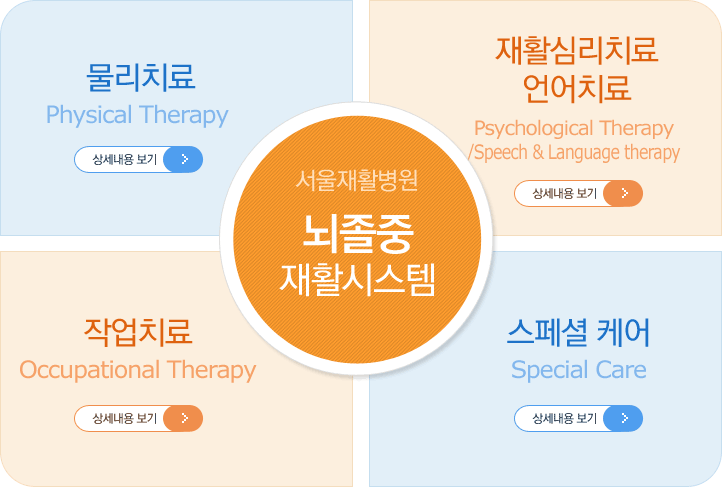 물리치료
Physical Therapy
상세내용 보기
재활심리치료
언어치료
Psychological Therapy
/Speech & Language therapy
상세내용 보기
서울재활병원
뇌졸중
재활시스템
작업치료
Occupational Therapy
상세내용 보기
스페셜 케어
Special Care
상세내용 보기